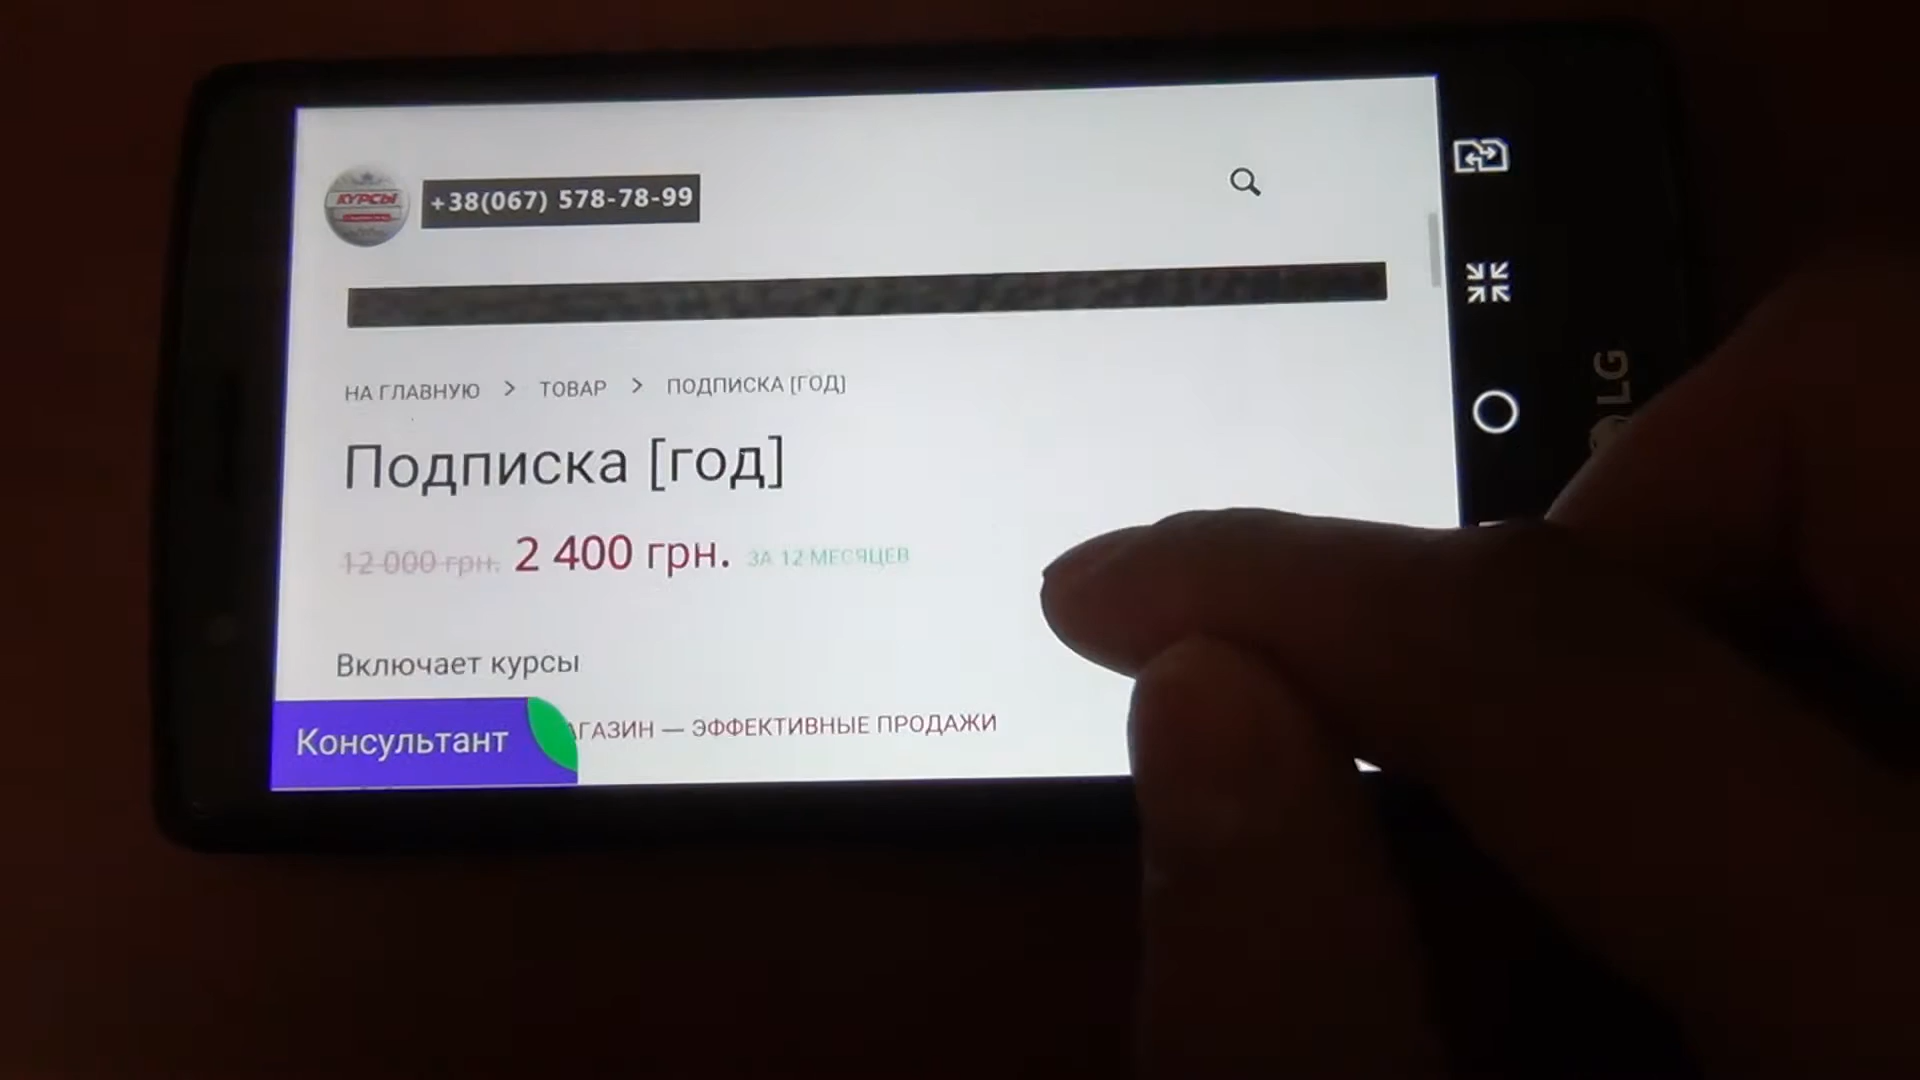 КУРСЫ
+38(067) 578-78-99
НА ГЛАВНУЮ > ТОВАР > ПОДПИСКА [ГОД]
Подписка [год]
12 000 грн. 2 400 грн. ЗА 12 МЕСЯЦЕВ
Включает курсы
АГАЗИН — ЭФФЕКТИВНЫЕ ПРОДАЖИ
Консультант
LG